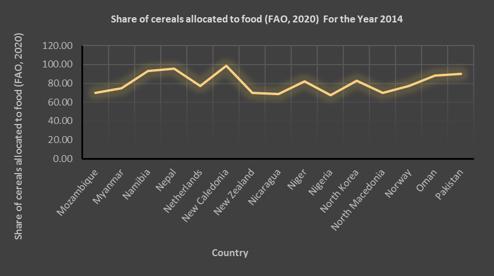 Share of cereals allocated to food (FAO, 2020)  For the Year 2014
Share of cereals allocated to food (FAO, 2020)
120.00
100.00
80.00
60.00
40.00
20.00
0.00
Mozambique
Myanmar
Namibia
Nepal
Netherlands
New Caledonia
New Zealand
Nicaragua
Niger
Nigeria
North Korea
North Macedonia
Norway
Oman
Pakistan
Country